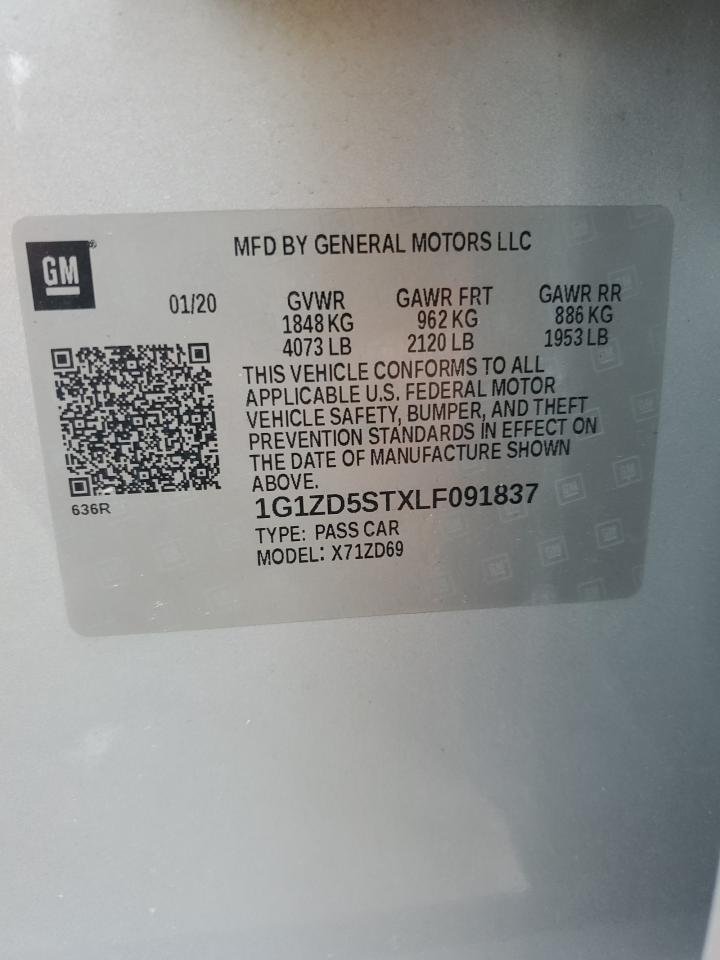 MFD BY GENERAL MOTORS LLC
GM®
01/20
GVWR GAWR FRT GAWR RR
1848 KG 962 KG 886 KG
4073 LB 2120 LB 1953 LB
THIS VEHICLE CONFORMS TO ALL
APPLICABLE U.S. FEDERAL MOTOR
VEHICLE SAFETY, BUMPER, AND THEFT
PREVENTION STANDARDS IN EFFECT ON
THE DATE OF MANUFACTURE SHOWN
ABOVE.
636R
1G1ZD5STXLF091837
TYPE: PASS CAR
MODEL: X71ZD69